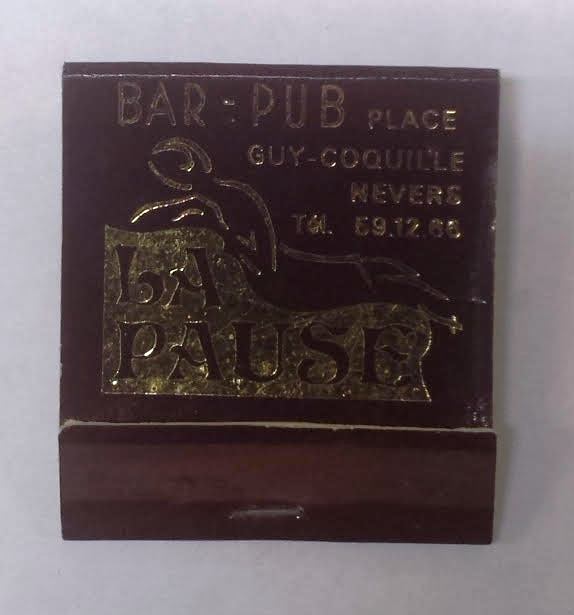 BAR - PUB PLACE
GUY-COQUILLE
NEVERS
Tél. 59.12.66
LA
PAUSE